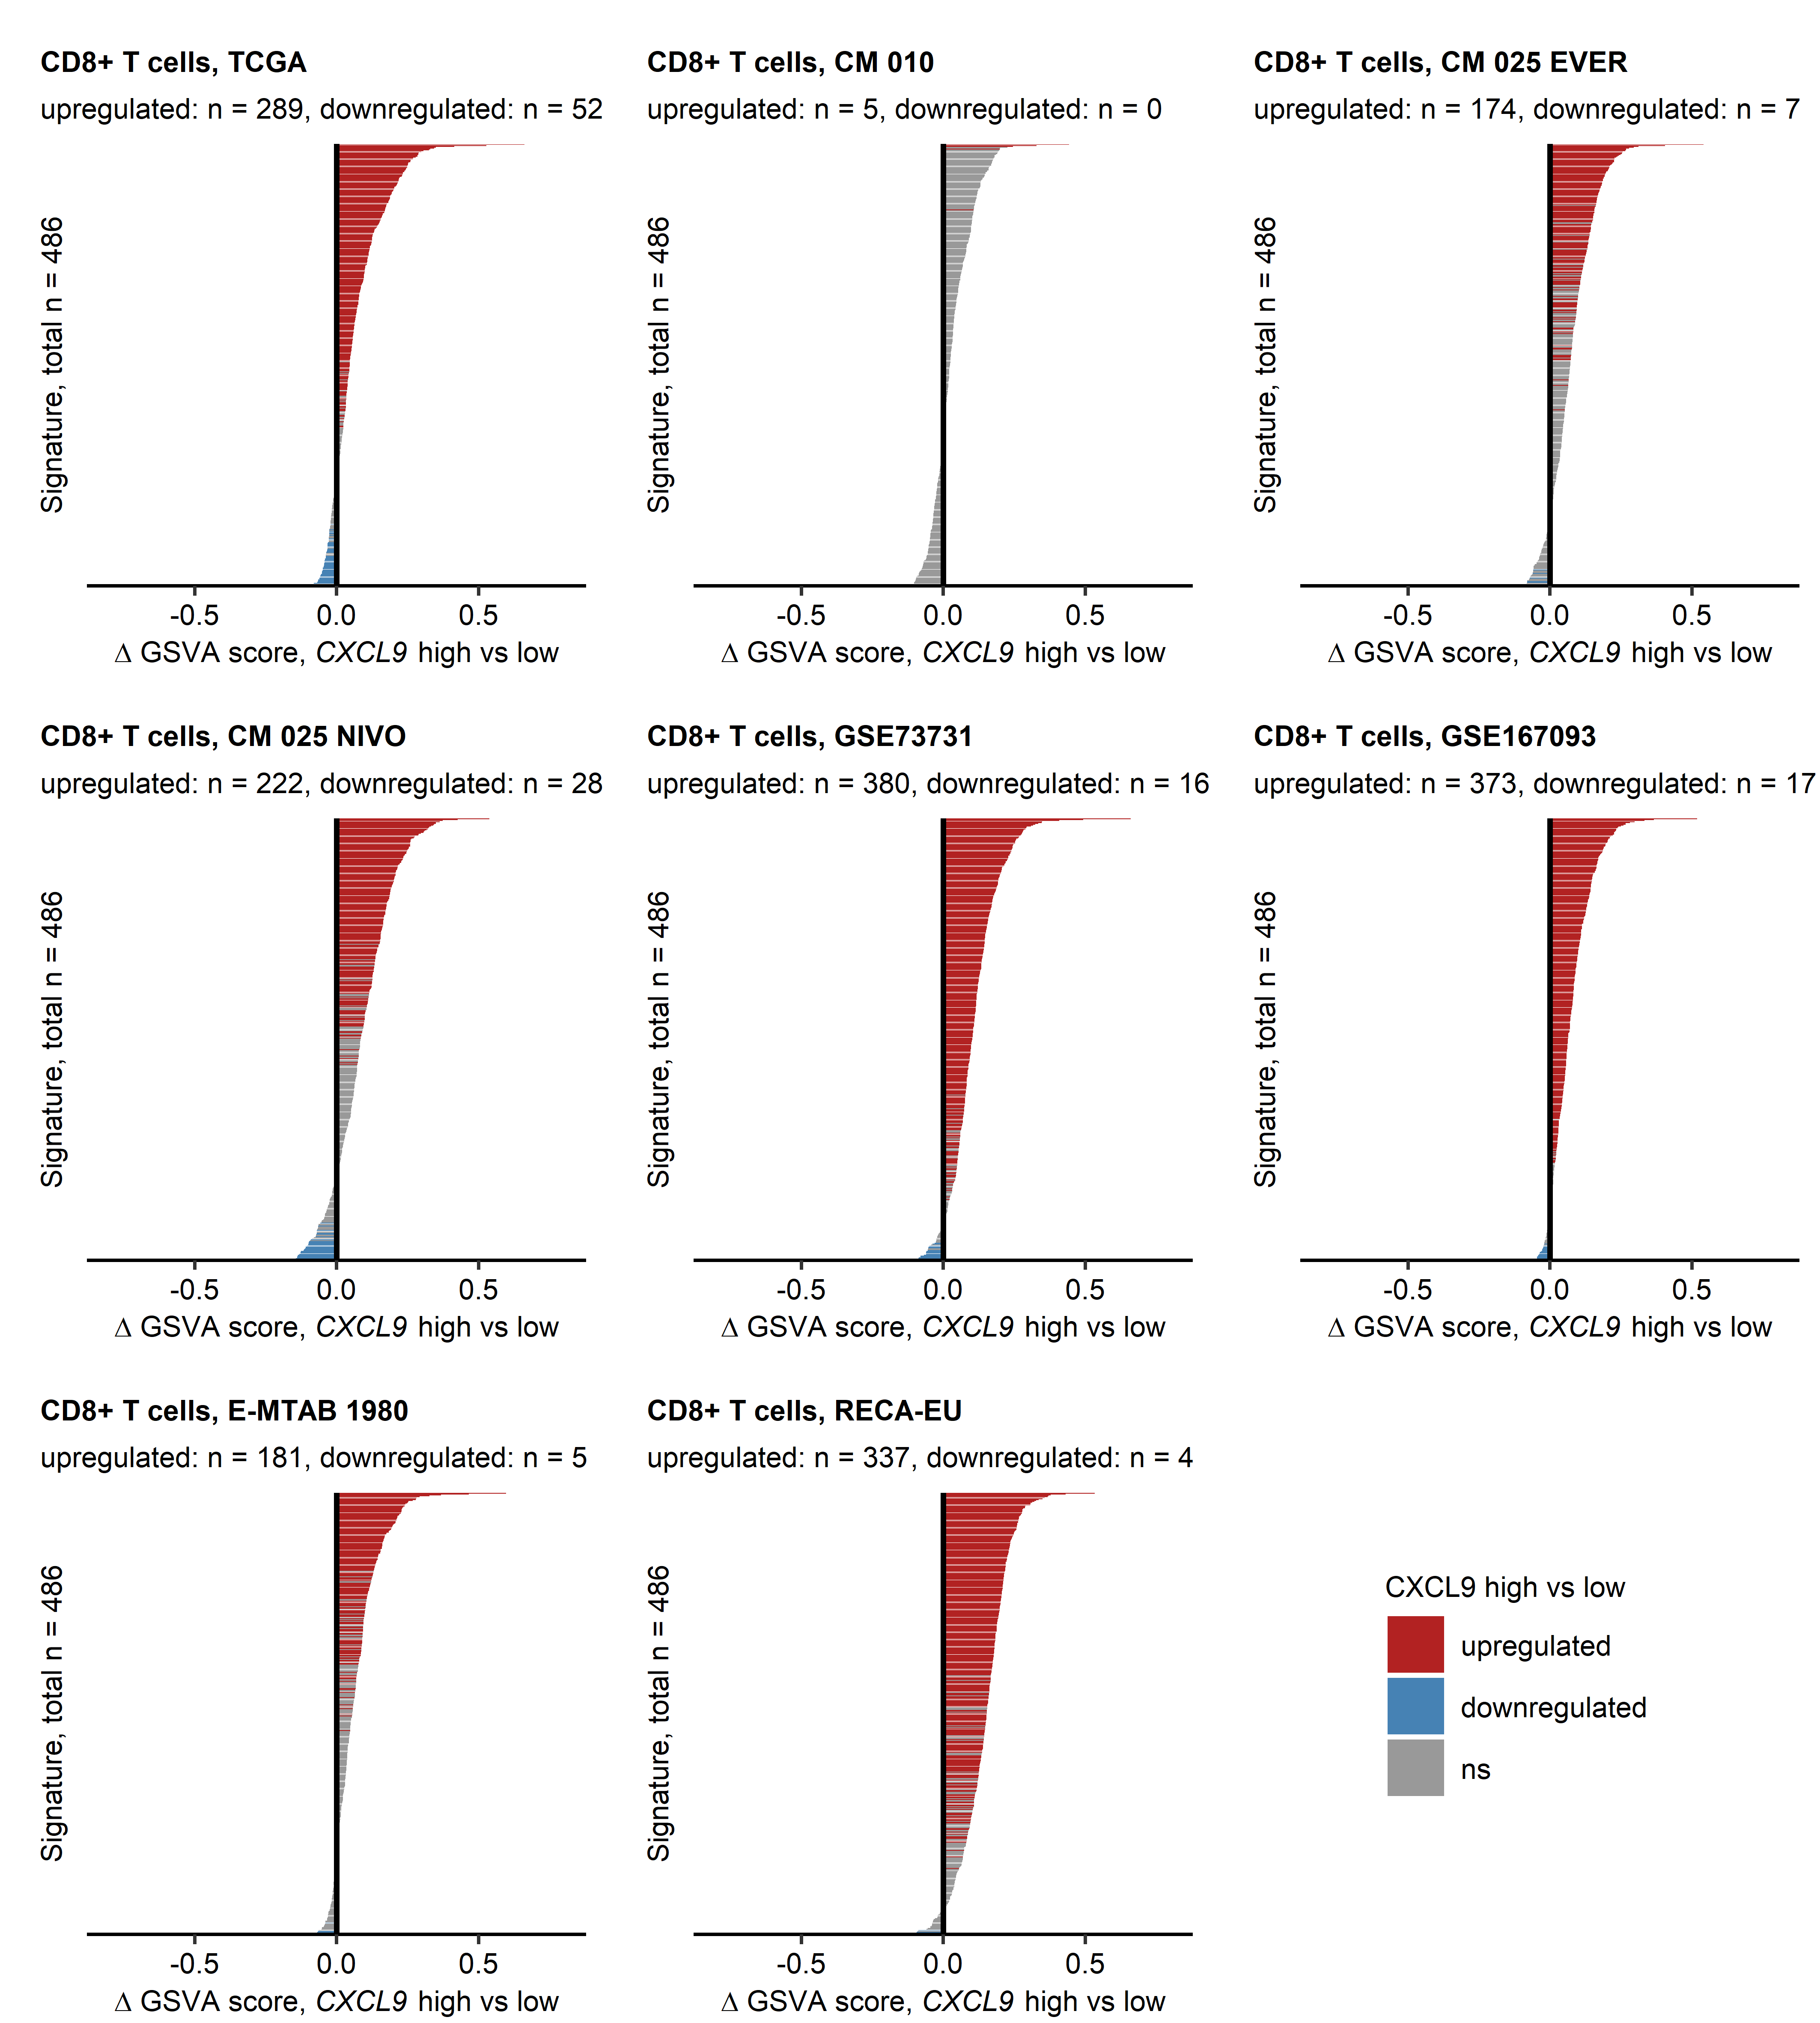 CD8+ T cells, TCGA
upregulated: n = 289, downregulated: n = 52
Signature, total n = 486
-0.5 0.0 0.5
Δ GSVA score, CXCL9 high vs low
CD8+ T cells, CM 010
upregulated: n = 5, downregulated: n = 0
Signature, total n = 486
-0.5 0.0 0.5
Δ GSVA score, CXCL9 high vs low
CD8+ T cells, CM 025 EVER
upregulated: n = 174, downregulated: n = 7
Signature, total n = 486
-0.5 0.0 0.5
Δ GSVA score, CXCL9 high vs low
CD8+ T cells, CM 025 NIVO
upregulated: n = 222, downregulated: n = 28
Signature, total n = 486
-0.5 0.0 0.5
Δ GSVA score, CXCL9 high vs low
CD8+ T cells, GSE73731
upregulated: n = 380, downregulated: n = 16
Signature, total n = 486
-0.5 0.0 0.5
Δ GSVA score, CXCL9 high vs low
CD8+ T cells, GSE167093
upregulated: n = 373, downregulated: n = 17
Signature, total n = 486
-0.5 0.0 0.5
Δ GSVA score, CXCL9 high vs low
CD8+ T cells, E-MTAB 1980
upregulated: n = 181, downregulated: n = 5
Signature, total n = 486
-0.5 0.0 0.5
Δ GSVA score, CXCL9 high vs low
CD8+ T cells, RECA-EU
upregulated: n = 337, downregulated: n = 4
Signature, total n = 486
-0.5 0.0 0.5
Δ GSVA score, CXCL9 high vs low
CXCL9 high vs low
upregulated
downregulated
ns